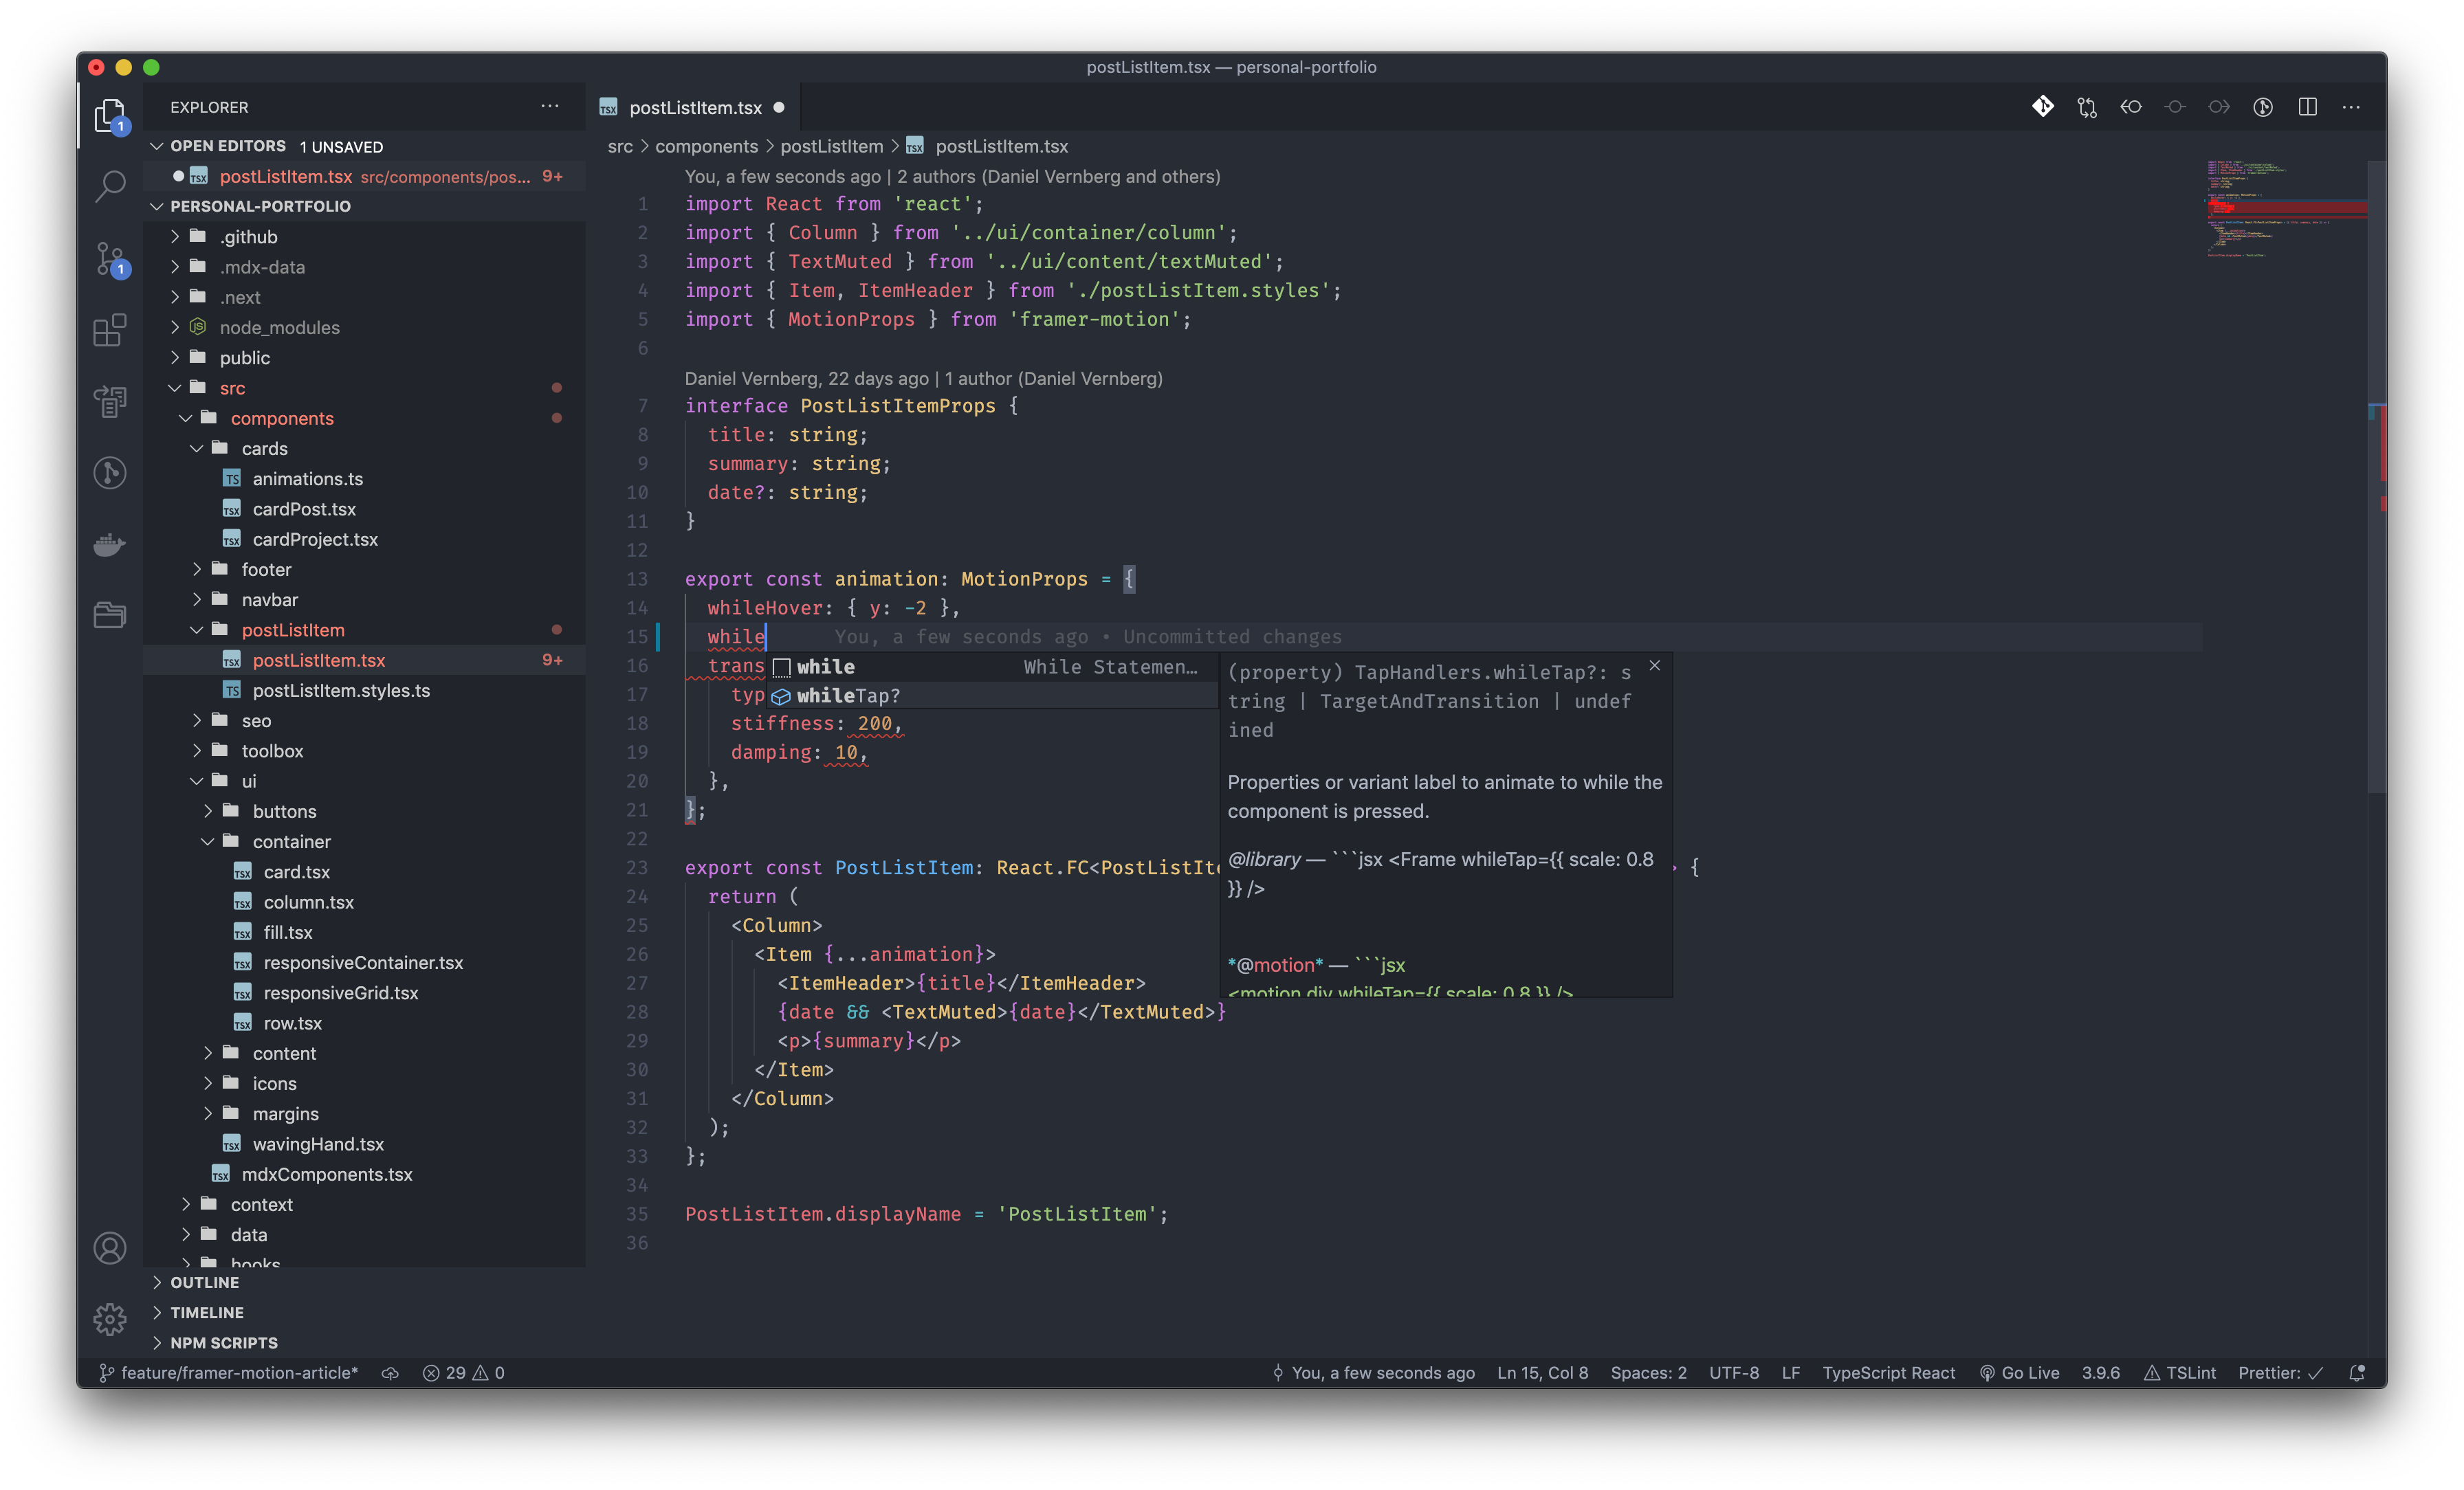 postListItem.tsx — personal-portfolio
EXPLORER
OPEN EDITORS 1 UNSAVED
postListItem.tsx src/components/pos... 9+
PERSONAL-PORTFOLIO
.github
.mdx-data
.next
node_modules
public
src
components
cards
animations.ts
cardPost.tsx
cardProject.tsx
footer
navbar
postListItem
postListItem.tsx 9+
postListItem.styles.ts
seo
toolbox
ui
buttons
container
card.tsx
column.tsx
fill.tsx
responsiveContainer.tsx
responsiveGrid.tsx
row.tsx
content
icons
margins
wavingHand.tsx
mdxComponents.tsx
context
data
hooks
OUTLINE
TIMELINE
NPM SCRIPTS
postListItem.tsx
src > components > postListItem > postListItem.tsx
You, a few seconds ago | 2 authors (Daniel Vernberg and others)
1 import React from 'react';
2 import { Column } from '../ui/container/column';
3 import { TextMuted } from '../ui/content/textMuted';
4 import { Item, ItemHeader } from './postListItem.styles';
5 import { MotionProps } from 'framer-motion';
6
Daniel Vernberg, 22 days ago | 1 author (Daniel Vernberg)
7 interface PostListItemProps {
8 title: string;
9 summary: string;
10 date?: string;
11 }
12
13 export const animation: MotionProps = {
14 whileHover: { y: -2 },
15 while You, a few seconds ago • Uncommitted changes
16 trans
17 typ
18 stiffness: 200,
19 damping: 10,
20 },
21 };
22
23 export const PostListItem: React.FC<PostListIte > {
24 return (
25 <Column>
26 <Item {...animation}>
27 <ItemHeader>{title}</ItemHeader>
28 {date && <TextMuted>{date}</TextMuted>}
29 <p>{summary}</p>
30 </Item>
31 </Column>
32 );
33 };
34
35 PostListItem.displayName = 'PostListItem';
36
while While Statemen...
whileTap?
(property) TapHandlers.whileTap?: s
tring | TargetAndTransition | undef
ined
Properties or variant label to animate to while the
component is pressed.
@library — ```jsx <Frame whileTap={{ scale: 0.8
}} />
*@motion* — ```jsx
<motion.div whileTap={{ scale: 0.8 }} />
feature/framer-motion-article* 29 0
You, a few seconds ago Ln 15, Col 8 Spaces: 2 UTF-8 LF TypeScript React Go Live 3.9.6 TSLint Prettier: ✓